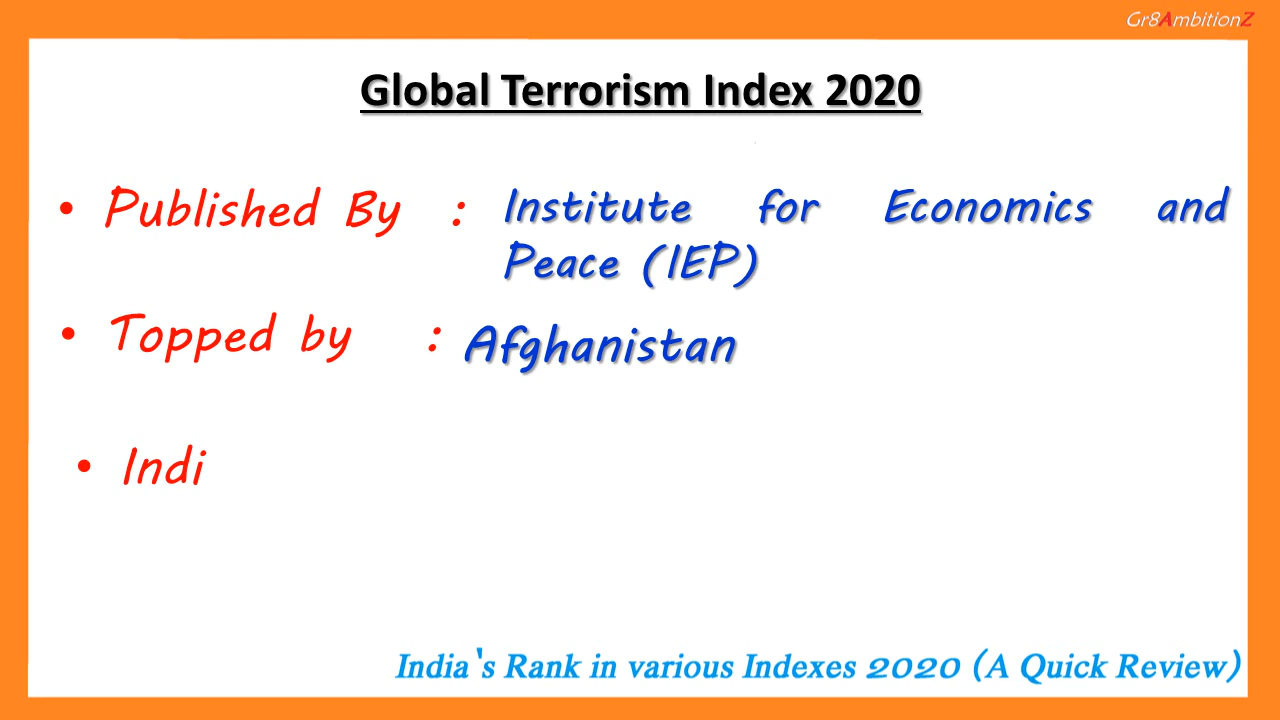 Gr8AmbitionZ
Global Terrorism Index 2020
• Published By : Institute for Economics and
Peace (IEP)
• Topped by : Afghanistan
• Indi
India's Rank in various Indexes 2020 (A Quick Review)